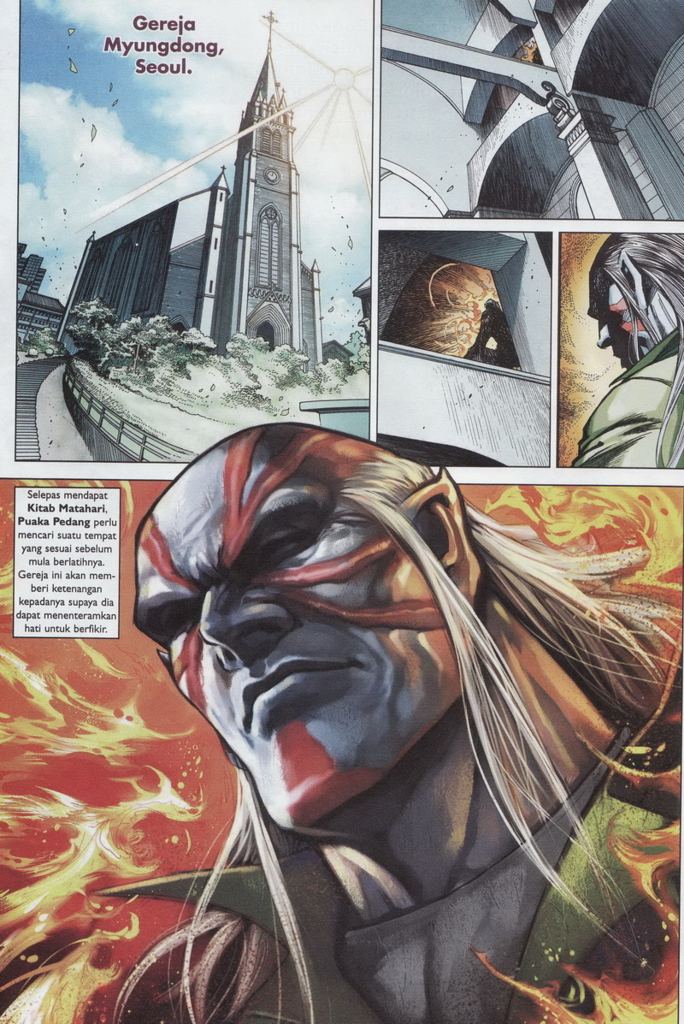 Gereja
Myungdong,
Seoul.
Selepas mendapat
Kitab Matahari,
Puaka Pedang perlu
mencari suatu tempat
yang sesuai sebelum
mula berlatihnya.
Gereja ini akan mem-
beri ketenangan
kepadanya supaya dia
dapat menenteramkan
hati untuk berfikir.